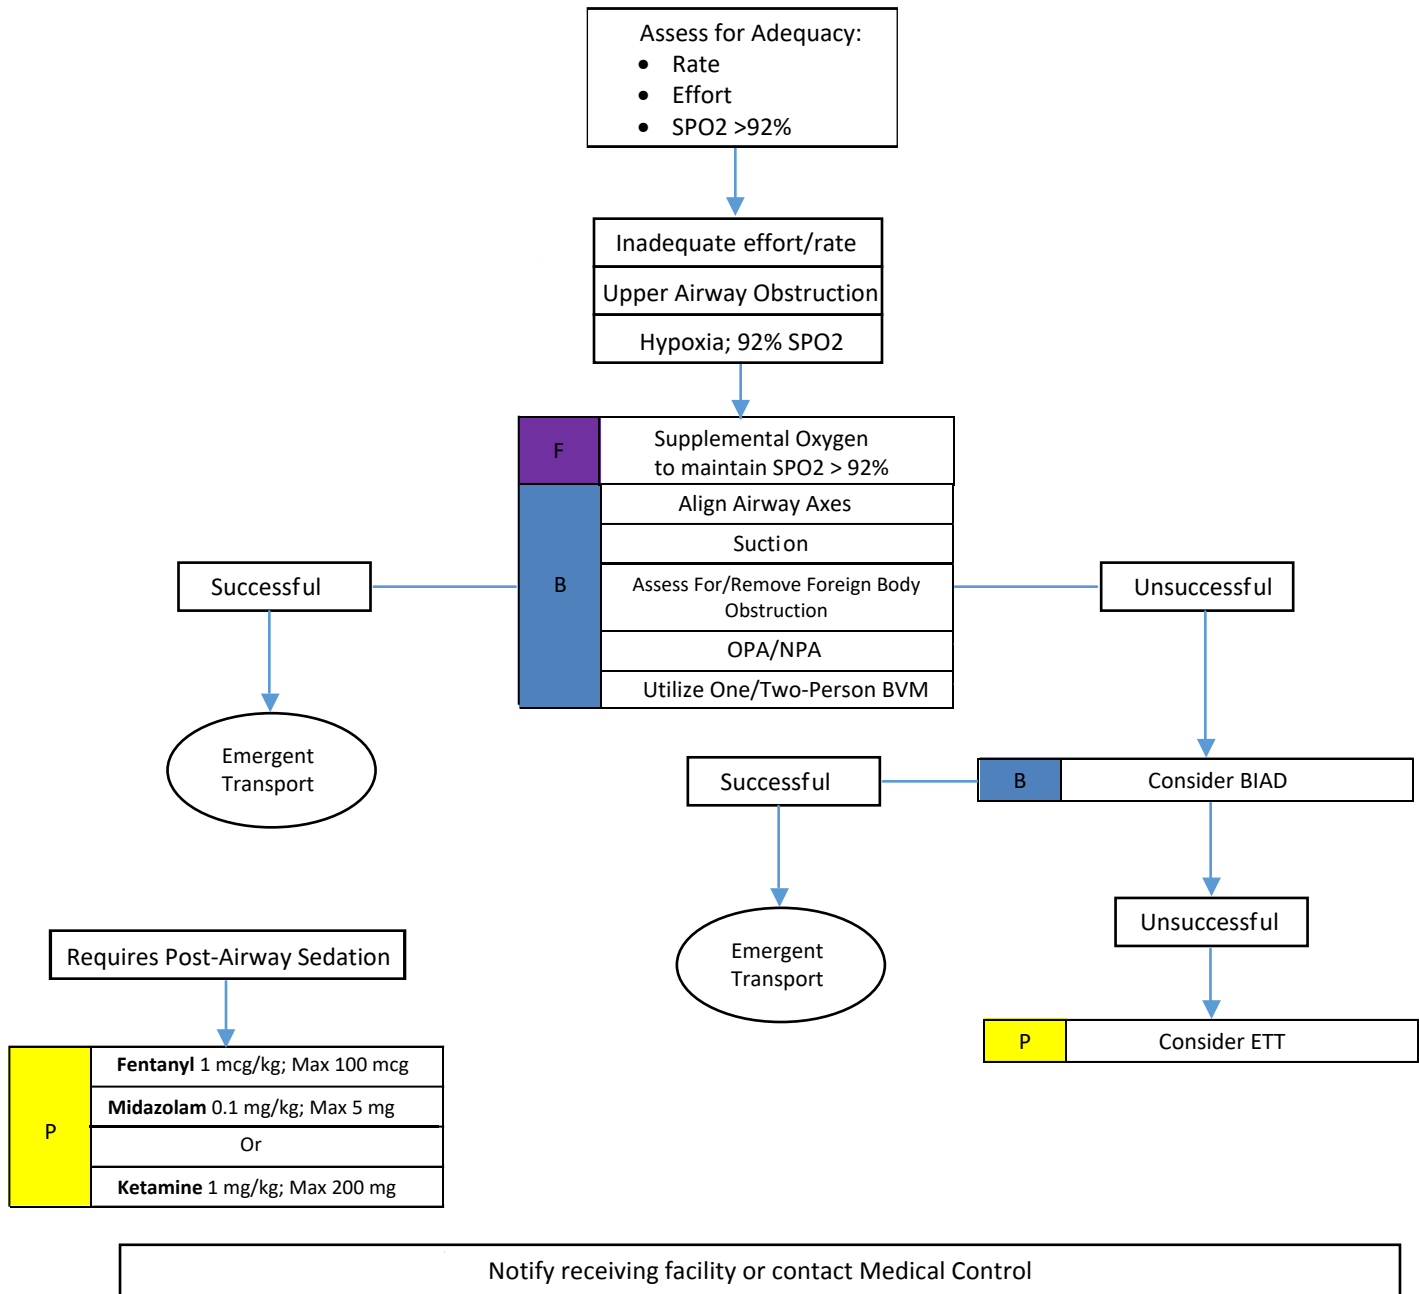 Assess for Adequacy:
• Rate
• Effort
• SPO2 >92%
Inadequate effort/rate
Upper Airway Obstruction
Hypoxia; 92% SPO2
F
Supplemental Oxygen
to maintain SPO2 > 92%
B
Align Airway Axes
Suction
Assess For/Remove Foreign Body
Obstruction
OPA/NPA
Utilize One/Two-Person BVM
Successful
Emergent
Transport
Unsuccessful
B
Consider BIAD
Successful
Emergent
Transport
Unsuccessful
P
Consider ETT
Requires Post-Airway Sedation
P
Fentanyl 1 mcg/kg; Max 100 mcg
Midazolam 0.1 mg/kg; Max 5 mg
Or
Ketamine 1 mg/kg; Max 200 mg
Notify receiving facility or contact Medical Control